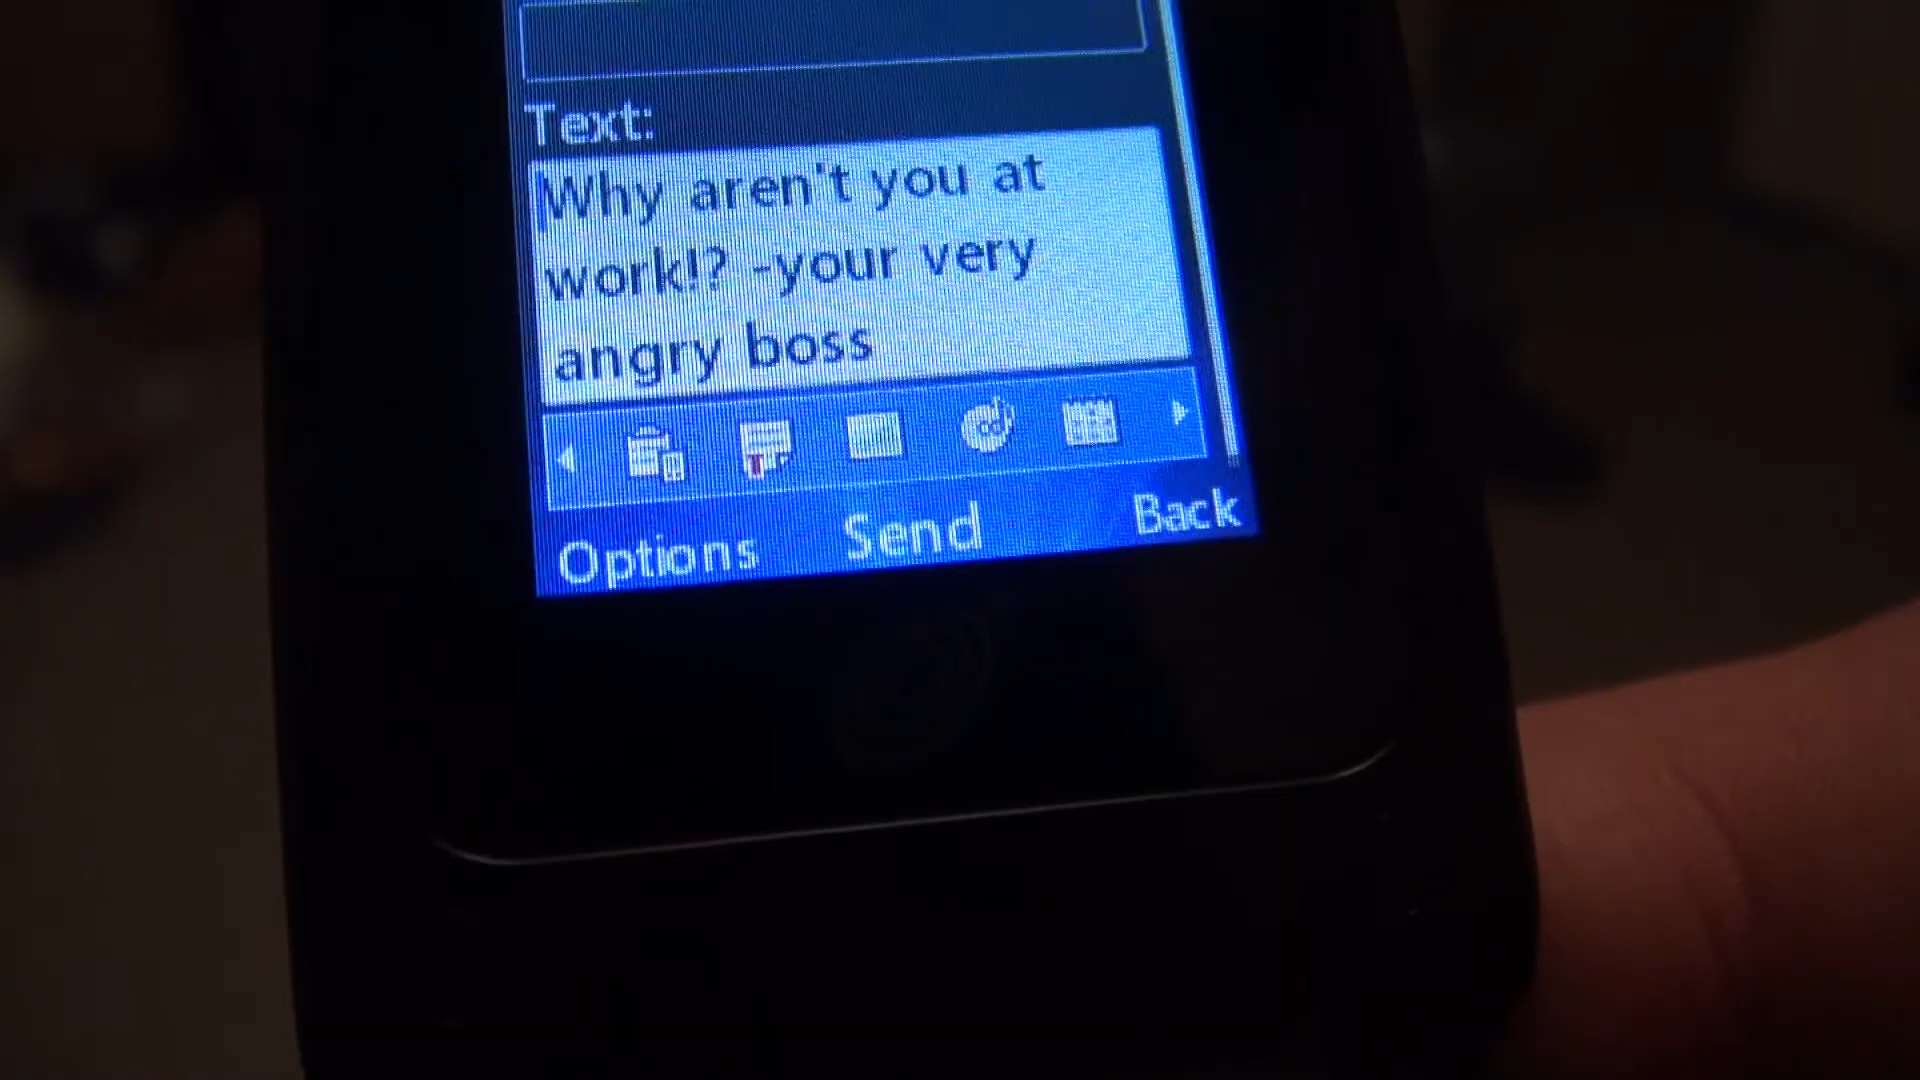 Text:
Why aren't you at
work!? -your very
angry boss
Options Send Back